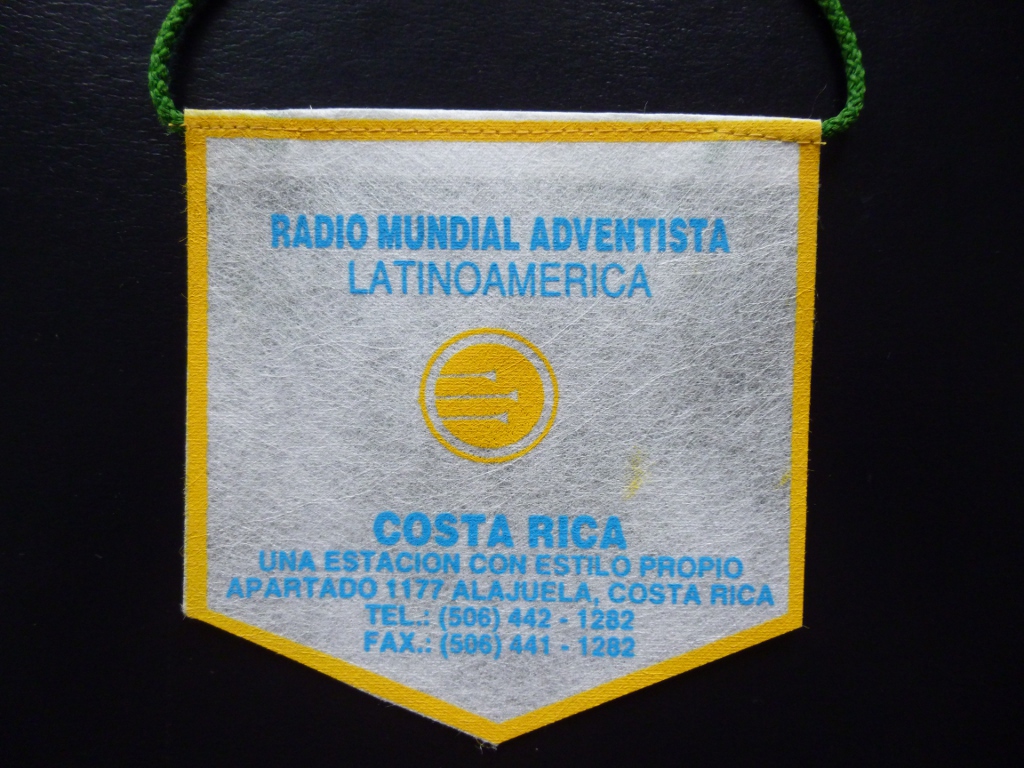 RADIO MUNDIAL ADVENTISTA
LATINOAMERICA
COSTA RICA
UNA ESTACION CON ESTILO PROPIO
APARTADO 1177 ALAJUELA, COSTA RICA
TEL.: (506) 442 - 1282
FAX.: (506) 441 - 1282